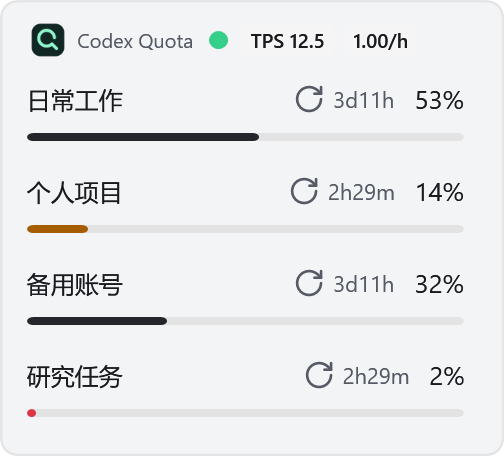 Codex Quota TPS 12.5 1.00/h
日常工作 3d11h 53%
个人项目 2h29m 14%
备用账号 3d11h 32%
研究任务 2h29m 2%